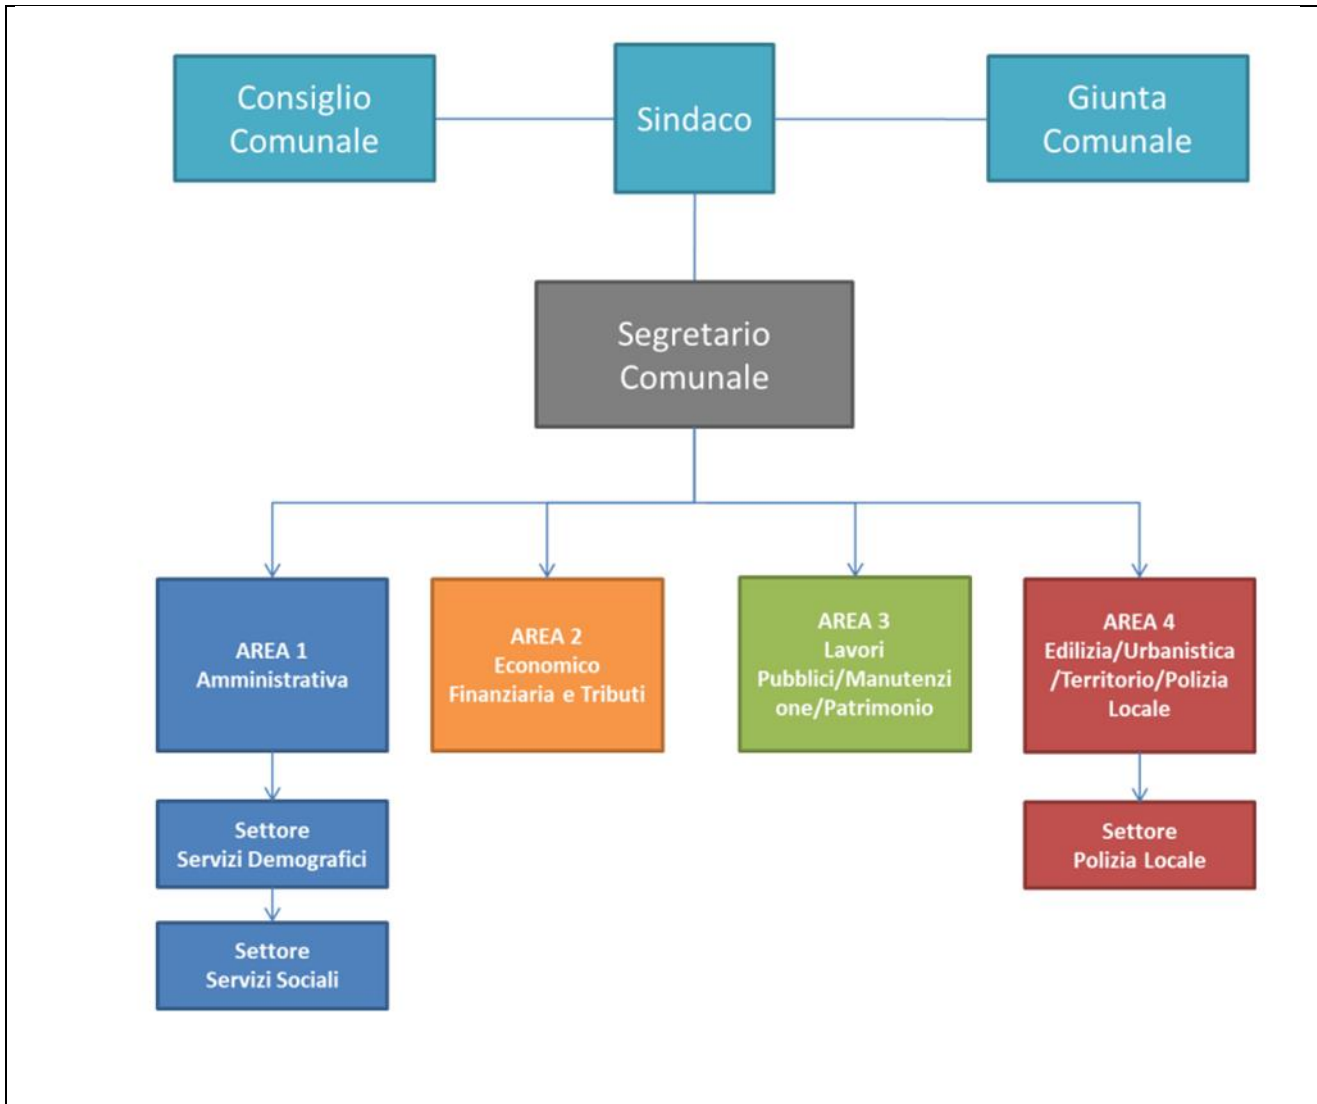 Consiglio
Comunale
Sindaco
Giunta
Comunale
Segretario
Comunale
AREA 1
Amministrativa
AREA 2
Economico
Finanziaria e Tributi
AREA 3
Lavori
Pubblici/Manutenzi
one/Patrimonio
AREA 4
Edilizia/Urbanistica
/Territorio/Polizia
Locale
Settore
Servizi Demografici
Settore
Polizia Locale
Settore
Servizi Sociali